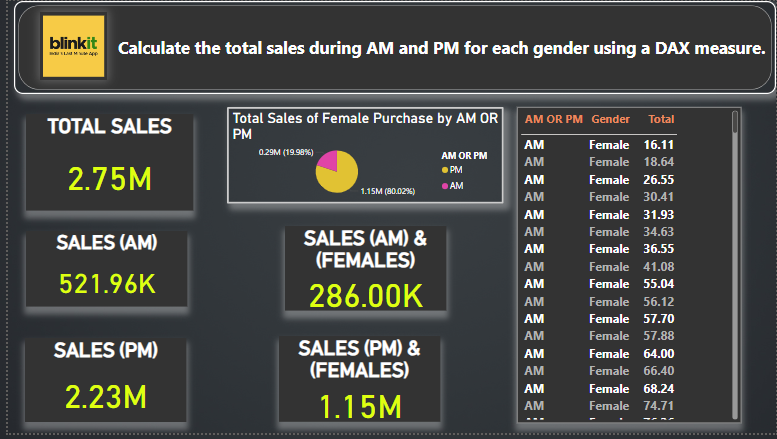 blinkit
India's Last Minute App
Calculate the total sales during AM and PM for each gender using a DAX measure.
TOTAL SALES
2.75M
SALES (AM)
521.96K
SALES (PM)
2.23M
Total Sales of Female Purchase by AM OR
PM
0.29M (19.98%)
1.15M (80.02%)
AM OR PM
PM
AM
SALES (AM) &
(FEMALES)
286.00K
SALES (PM) &
(FEMALES)
1.15M
AM OR PM Gender Total
AM Female 16.11
AM Female 18.64
AM Female 26.55
AM Female 30.41
AM Female 31.93
AM Female 34.63
AM Female 36.55
AM Female 41.08
AM Female 55.04
AM Female 56.12
AM Female 57.70
AM Female 57.88
AM Female 64.00
AM Female 66.40
AM Female 68.24
AM Female 74.71